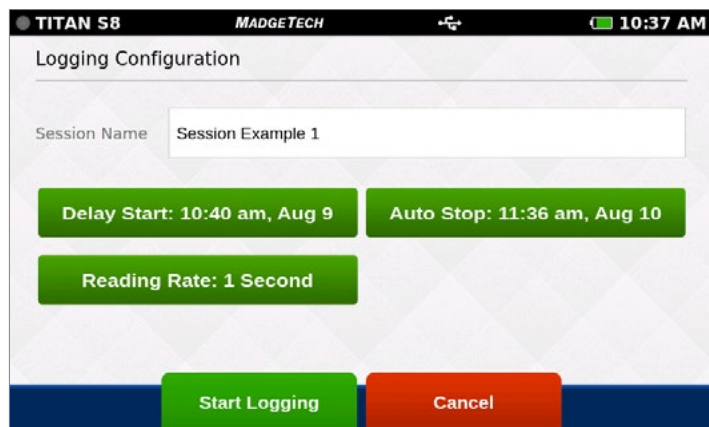 TITAN S8 MADGETECH 10:37 AM
Logging Configuration
Session Name Session Example 1
Delay Start: 10:40 am, Aug 9 Auto Stop: 11:36 am, Aug 10
Reading Rate: 1 Second
Start Logging Cancel